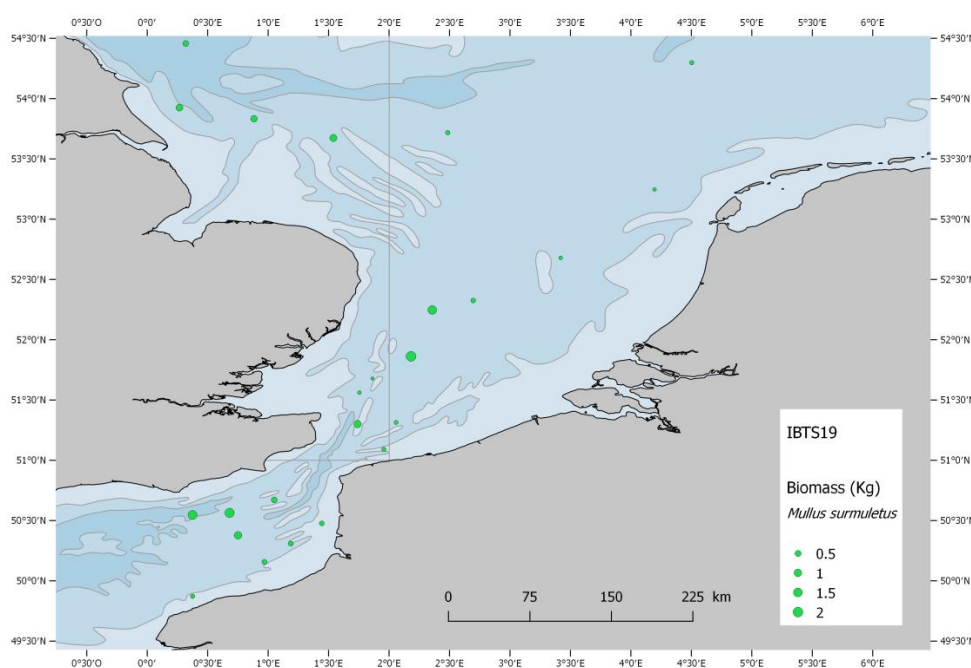 0°30'O 0°0' 0°30'E 1°0'E 1°30'E 2°0'E 2°30'E 3°0'E 3°30'E 4°0'E 4°30'E 5°0'E 5°30'E 6°0'E
54°30'N 54°30'N
54°0'N 54°0'N
53°30'N 53°30'N
53°0'N 53°0'N
52°30'N 52°30'N
52°0'N 52°0'N
51°30'N 51°30'N
51°0'N 51°0'N
50°30'N 50°30'N
50°0'N 50°0'N
49°30'N 49°30'N
IBTS19
Biomass (Kg)
Mullus surmuletus
0.5
1
1.5
2
0 75 150 225 km
0°30'O 0°0' 0°30'E 1°0'E 1°30'E 2°0'E 2°30'E 3°0'E 3°30'E 4°0'E 4°30'E 5°0'E 5°30'E 6°0'E